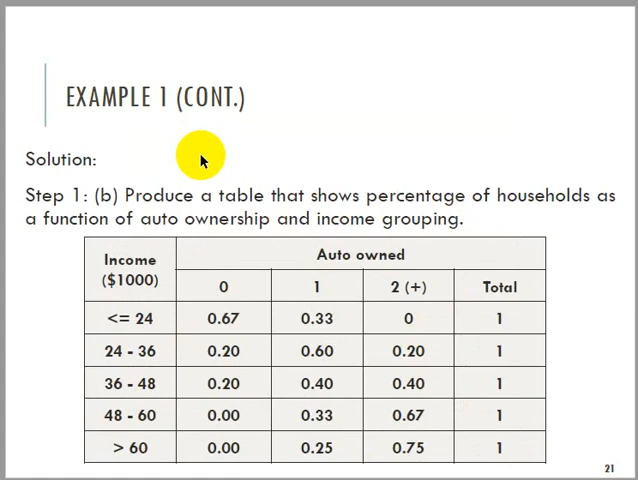 EXAMPLE 1 (CONT.)
Solution:
Step 1: (b) Produce a table that shows percentage of households as
a function of auto ownership and income grouping.
Income ($1000) Auto owned
0 1 2 (+) Total
<= 24 0.67 0.33 0 1
24 - 36 0.20 0.60 0.20 1
36 - 48 0.20 0.40 0.40 1
48 - 60 0.00 0.33 0.67 1
> 60 0.00 0.25 0.75 1
21